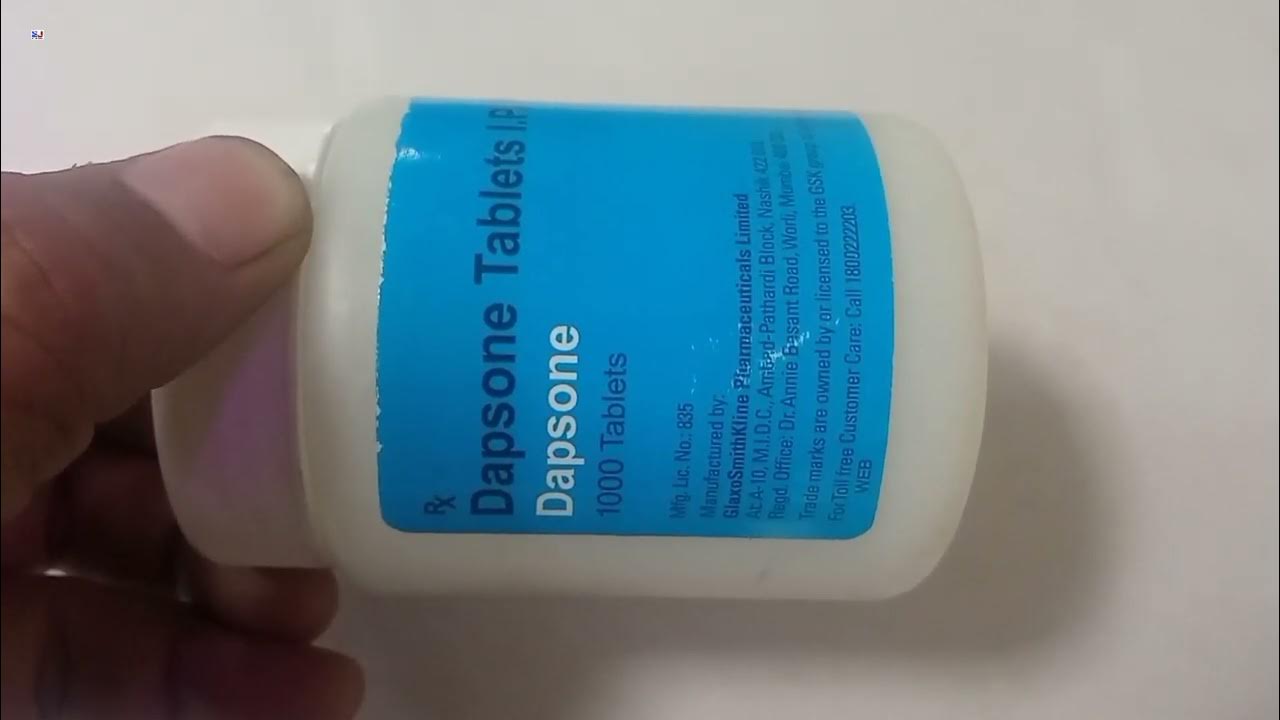 SJ
Rx
Dapsone Tablets I.P.
Dapsone
1000 Tablets
Mfg. Lic. No.: 835
Manufactured by:
GlaxoSmithKline Pharmaceuticals Limited
At A-10, M.I.D.C., Ambad-Pathardi Block, Nashik 422
Regd. Office: Dr. Annie Besant Road, Worli, Mumbai
Trade marks are owned by or licensed to the GSK group
For Toll free Customer Care: Call 1800222203
WEB